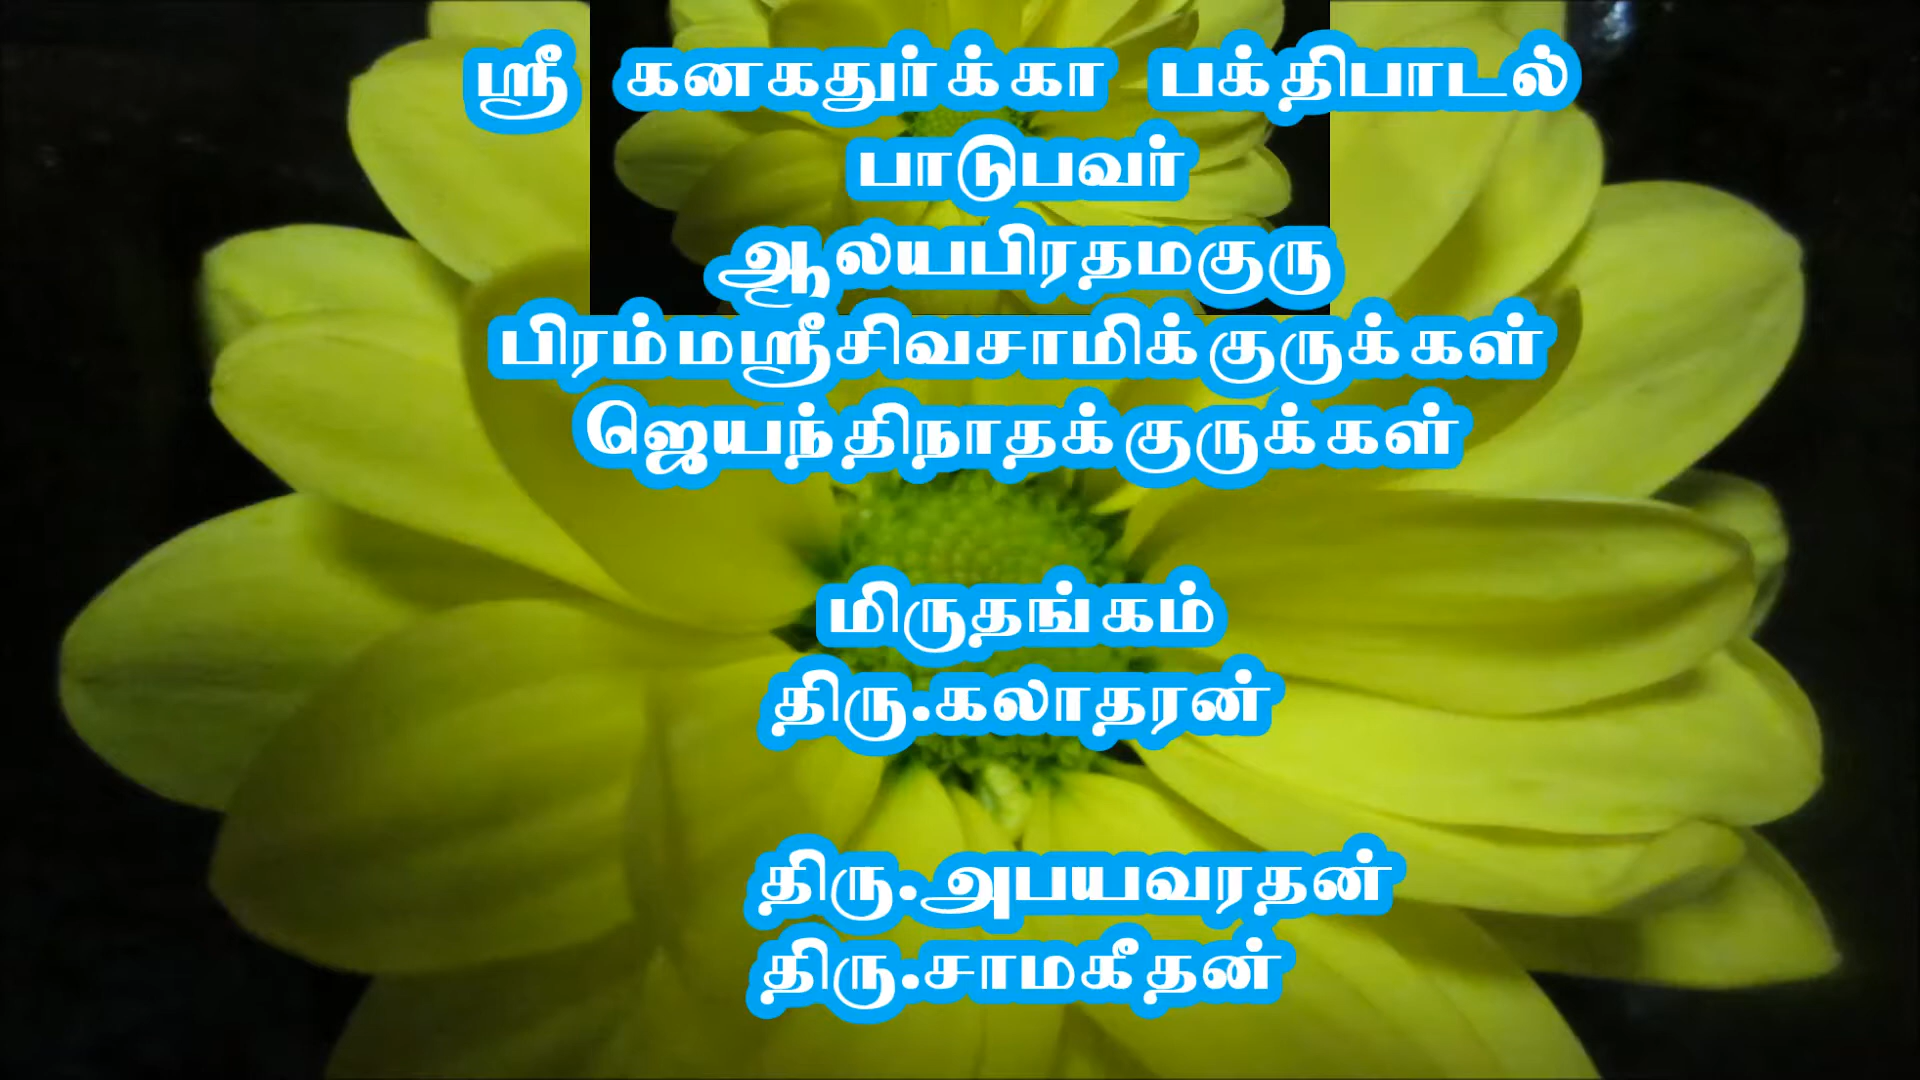 ஸ்ரீ கனகதுர்க்கா பக்திபாடல்
பாடுபவர்
ஆலயபிரதமகுரு
பிரம்மஸ்ரீசிவசாமிக்குருக்கள்
ஜெயந்திநாதக்குருக்கள்
மிருதங்கம்
திரு.கலாதரன்
திரு.அபயவரதன்
திரு.சாமகீதன்